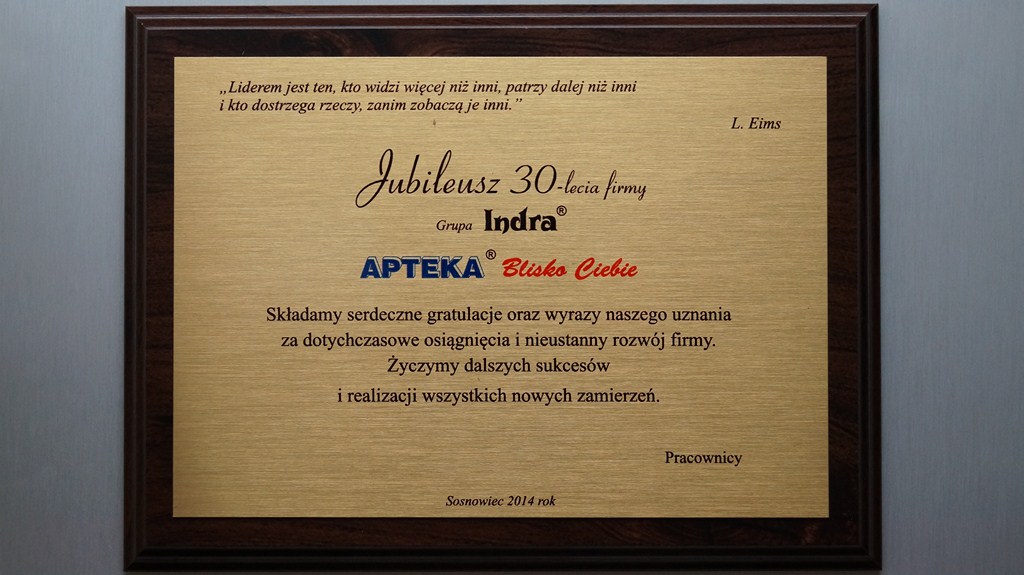 „Liderem jest ten, kto widzi więcej niż inni, patrzy dalej niż inni
i kto dostrzega rzeczy, zanim zobaczą je inni.”
L. Eims
Jubileusz 30-lecia firmy
Grupa Indra®
APTEKA® Blisko Ciebie
Składamy serdeczne gratulacje oraz wyrazy naszego uznania
za dotychczasowe osiągnięcia i nieustanny rozwój firmy.
Życzymy dalszych sukcesów
i realizacji wszystkich nowych zamierzeń.
Pracownicy
Sosnowiec 2014 rok